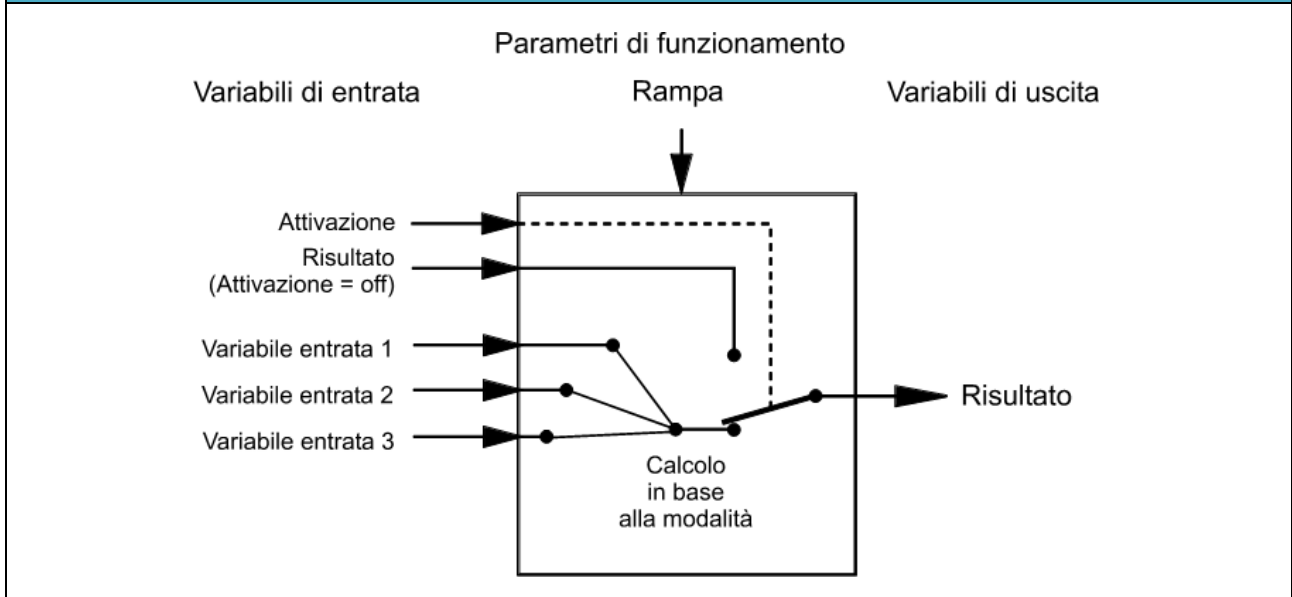 Parametri di funzionamento
Variabili di entrata
Rampa
Variabili di uscita
Attivazione
Risultato
(Attivazione = off)
Variabile entrata 1
Variabile entrata 2
Variabile entrata 3
Risultato
Calcolo
in base
alla modalità